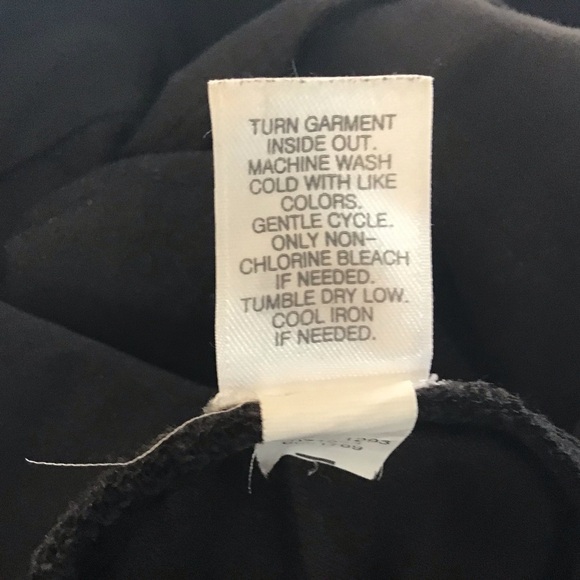 TURN GARMENT
INSIDE OUT.
MACHINE WASH
COLD WITH LIKE
COLORS.
GENTLE CYCLE.
ONLY NON-
CHLORINE BLEACH
IF NEEDED.
TUMBLE DRY LOW.
COOL IRON
IF NEEDED.